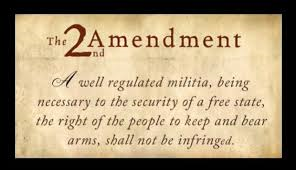 The 2nd Amendment
A well regulated militia, being
necessary to the security of a free state,
the right of the people to keep and bear
arms, shall not be infringed.